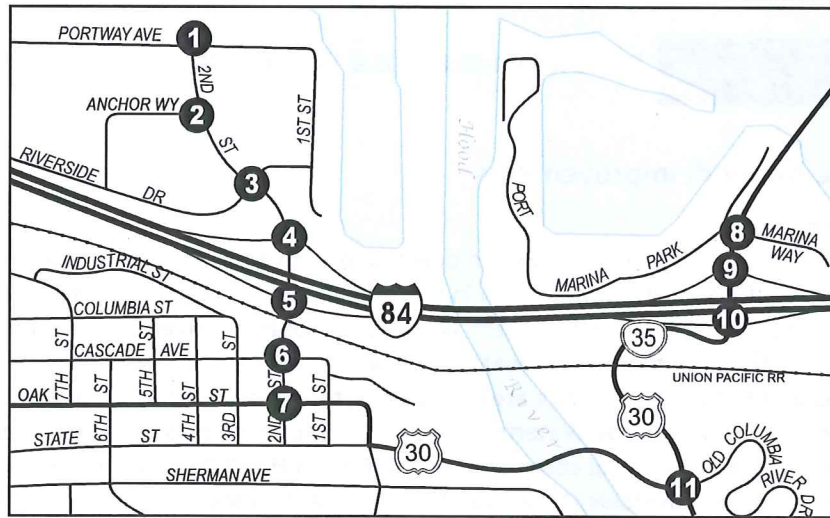 1
PORTWAY AVE
2ND
ST
1ST ST
ANCHOR WY
2
3
RIVERSIDE
DR
4
INDUSTRIAL ST
5
84
COLUMBIA ST
CASCADE AVE
6
7TH ST
6TH ST
5TH ST
4TH ST
3RD
2ND ST
1ST ST
OAK ST
7
STATE ST
30
SHERMAN AVE
Hood
River
PORT
MARINA PARK
8
MARINA WAY
9
10
35
UNION PACIFIC RR
30
11
OLD COLUMBIA
RIVER DR